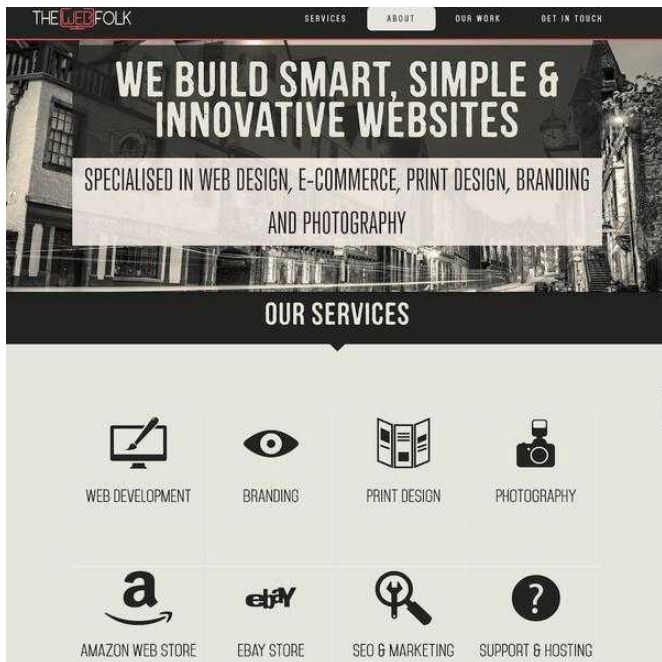 THE WEB FOLK
SERVICES ABOUT OUR WORK GET IN TOUCH
WE BUILD SMART, SIMPLE &
INNOVATIVE WEBSITES
SPECIALISED IN WEB DESIGN, E-COMMERCE, PRINT DESIGN, BRANDING
AND PHOTOGRAPHY
OUR SERVICES
WEB DEVELOPMENT BRANDING PRINT DESIGN PHOTOGRAPHY
a ebay ?
AMAZON WEB STORE EBAY STORE SEO & MARKETING SUPPORT & HOSTING